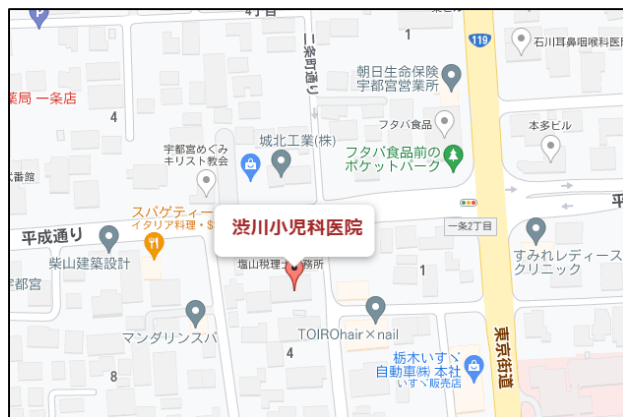 4丁目
二条町通り
119
石川耳鼻咽喉科医
薬局 一条店
4
朝日生命保険
宇都宮営業所
フタバ食品
本多ビル
宇都宮めぐみ
キリスト教会
城北工業(株)
フタバ食品前の
ポケットパーク
弐番館
1
スパゲティー
イタリア料理・$
渋川小児科医院
平成通り
一条2丁目
平
柴山建築設計
塩山税理士
務所
1
すみれレディース
クリニック
宇都宮
マンダリンスパ
TOIROhair×nail
東京街道
4
栃木いすゞ
自動車(株) 本社
いすゞ販売店
8